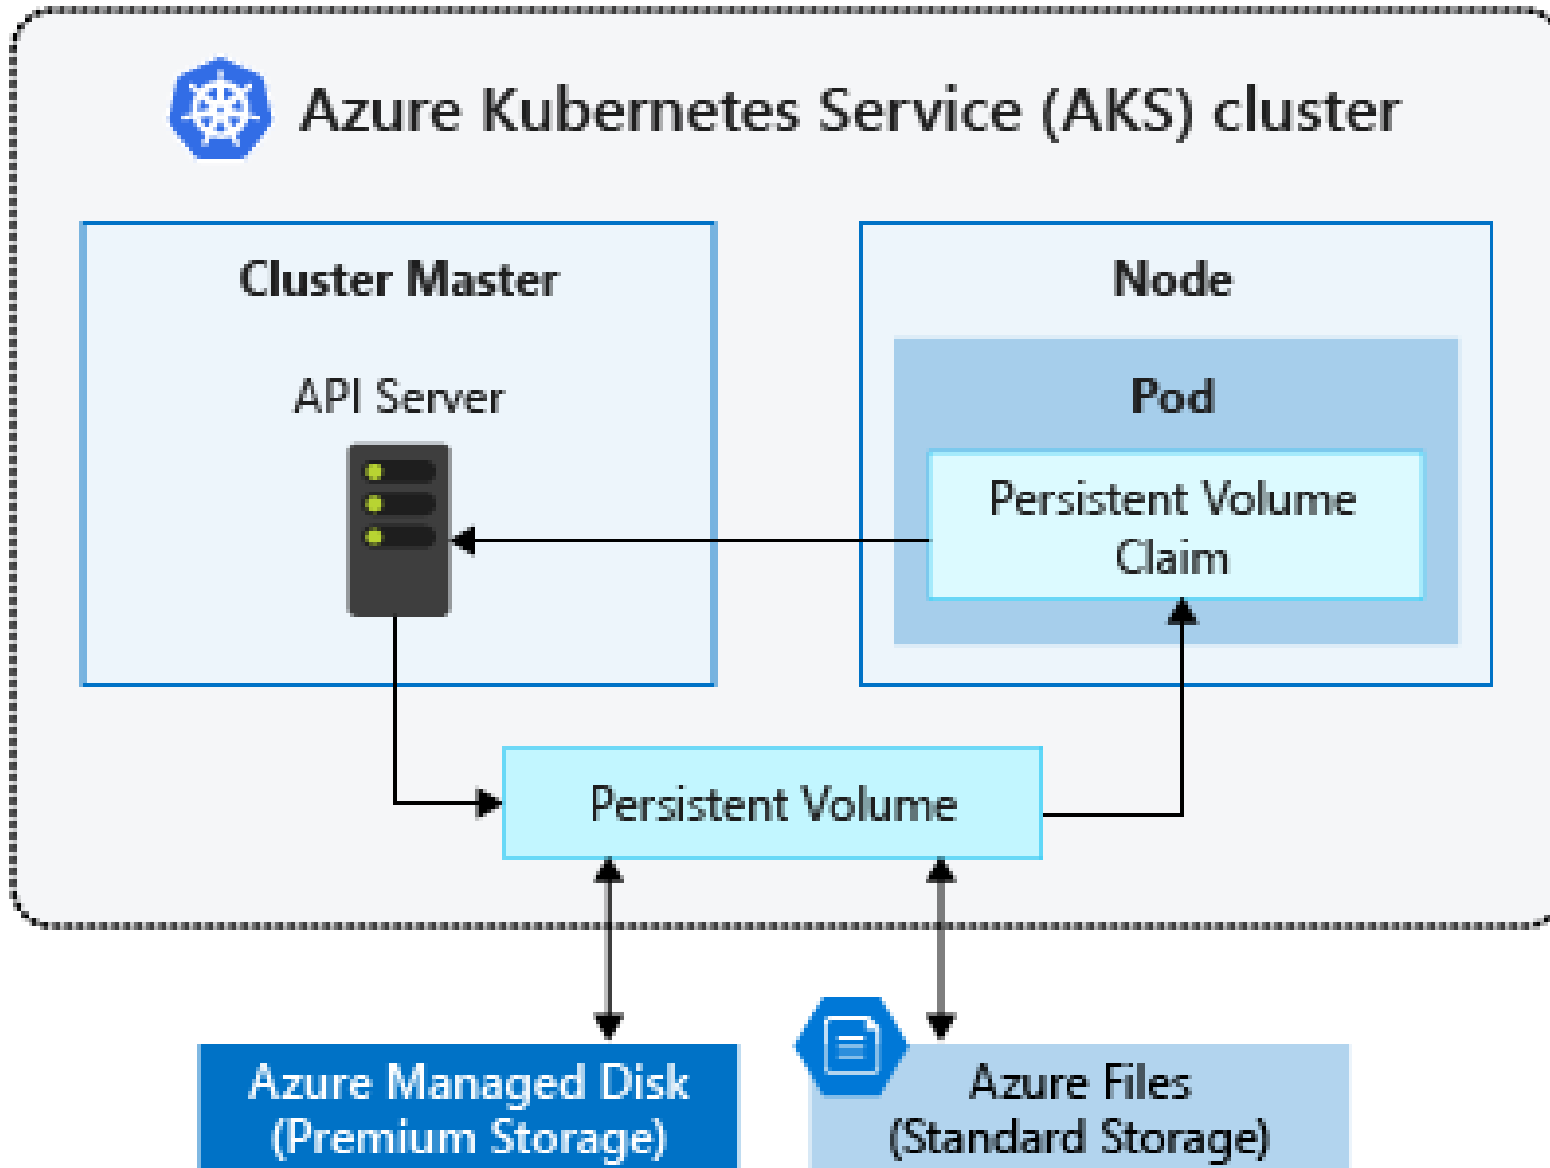 Azure Kubernetes Service (AKS) cluster
Cluster Master
API Server
Node
Pod
Persistent Volume
Claim
Persistent Volume
Azure Managed Disk
(Premium Storage)
Azure Files
(Standard Storage)